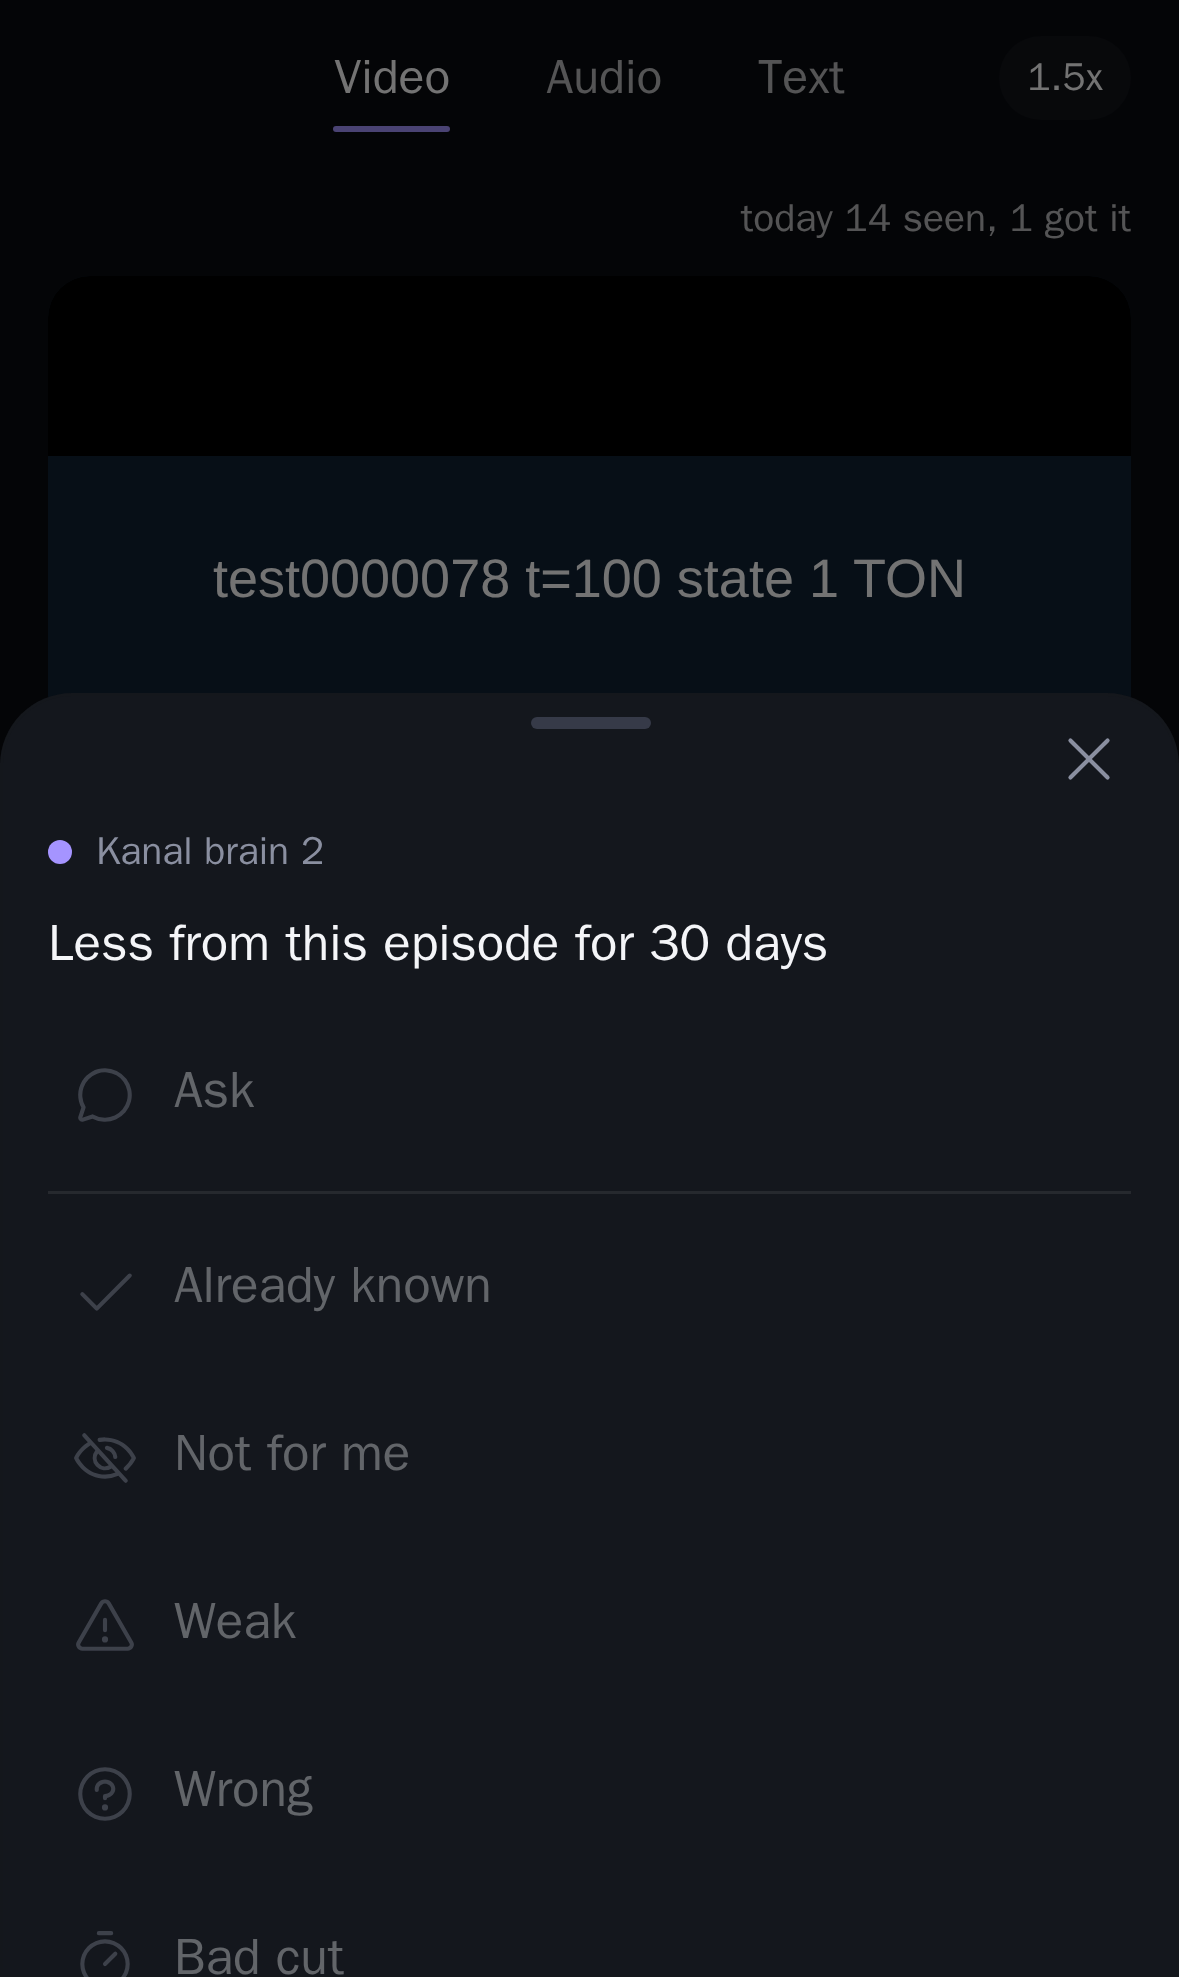 Video Audio Text 1.5x
today 14 seen, 1 got it
test0000078 t=100 state 1 TON
Kanal brain 2
Less from this episode for 30 days
Ask
Already known
Not for me
Weak
Wrong
Bad cut